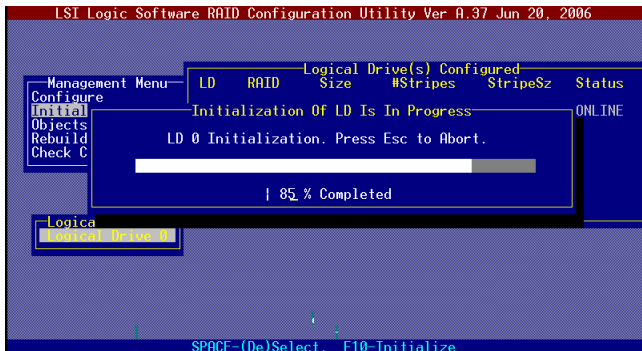 LSI Logic Software RAID Configuration Utility Ver A.37 Jun 20, 2006
Logical Drive(s) Configured
LD RAID Size #Stripes StripeSz Status
ONLINE
Management Menu
Configure
Initial
Objects
Rebuild
Check C
Initialization Of LD Is In Progress
LD 0 Initialization. Press Esc to Abort.
| 85 % Completed
Logica
Logical Drive 0
SPACE-(De)Select, F10-Initialize